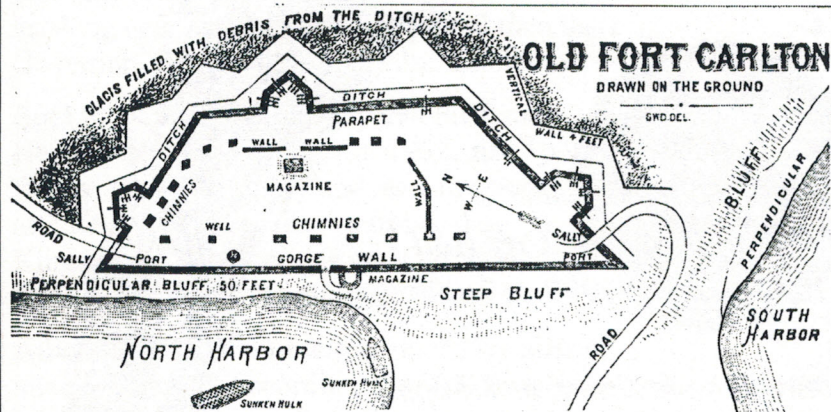 OLD FORT CARLTON
DRAWN ON THE GROUND
GWD. DEL.
GLACIS FILLED WITH DEBRIS FROM THE DITCH
VERTICAL
WALL 4 FEET
DITCH
DITCH
DITCH
PARAPET
WALL
WALL
MAGAZINE
WALL
N
E
W
CHIMNIES
CHIMNIES
WELL
ROAD
SALLY
PORT
GORGE WALL
SALLY
PORT
MAGAZINE
PERPENDICULAR BLUFF, 50 FEET
STEEP BLUFF
BLUFF
PERPENDICULAR
ROAD
NORTH HARBOR
SOUTH
HARBOR
SUNKEN HULK
SUNKEN HULK